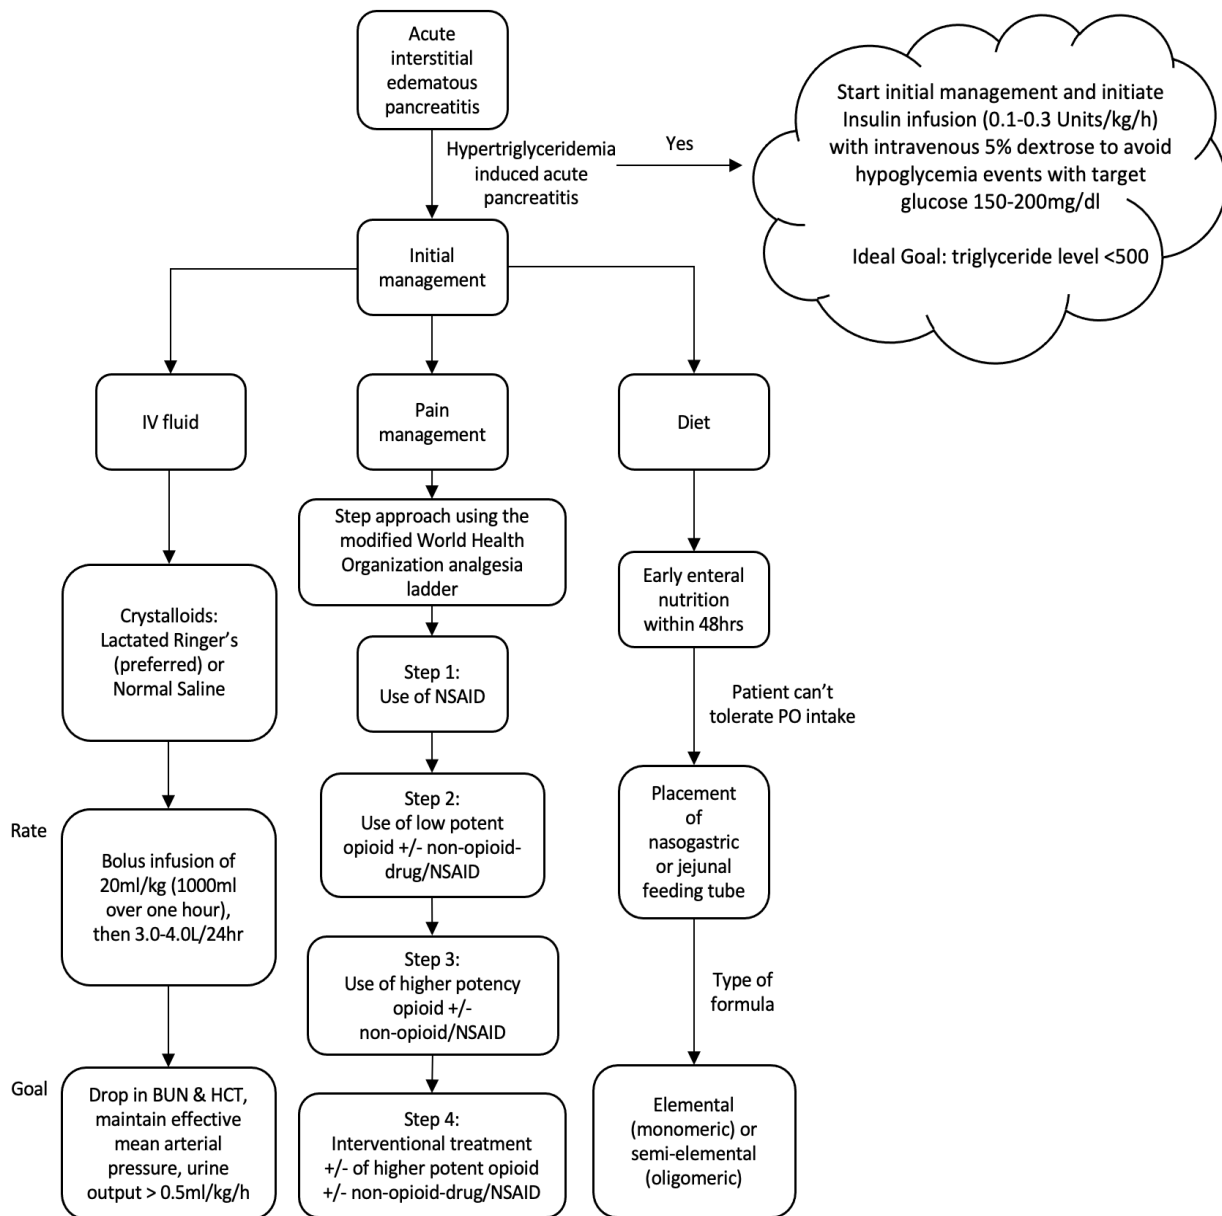 Acute
interstitial
edematous
pancreatitis
Hypertriglyceridemia
induced acute
pancreatitis
Yes
Start initial management and initiate
Insulin infusion (0.1-0.3 Units/kg/h)
with intravenous 5% dextrose to avoid
hypoglycemia events with target
glucose 150-200mg/dl
Ideal Goal: triglyceride level <500
Initial
management
IV fluid
Crystalloids:
Lactated Ringer’s
(preferred) or
Normal Saline
Rate
Bolus infusion of
20ml/kg (1000ml
over one hour),
then 3.0-4.0L/24hr
Goal
Drop in BUN & HCT,
maintain effective
mean arterial
pressure, urine
output > 0.5ml/kg/h
Pain
management
Step approach using the
modified World Health
Organization analgesia
ladder
Step 1:
Use of NSAID
Step 2:
Use of low potent
opioid +/- non-opioid-
drug/NSAID
Step 3:
Use of higher potency
opioid +/-
non-opioid/NSAID
Step 4:
Interventional treatment
+/- of higher potent opioid
+/- non-opioid-drug/NSAID
Diet
Early enteral
nutrition
within 48hrs
Patient can’t
tolerate PO intake
Placement
of
nasogastric
or jejunal
feeding tube
Type of
formula
Elemental
(monomeric) or
semi-elemental
(oligomeric)